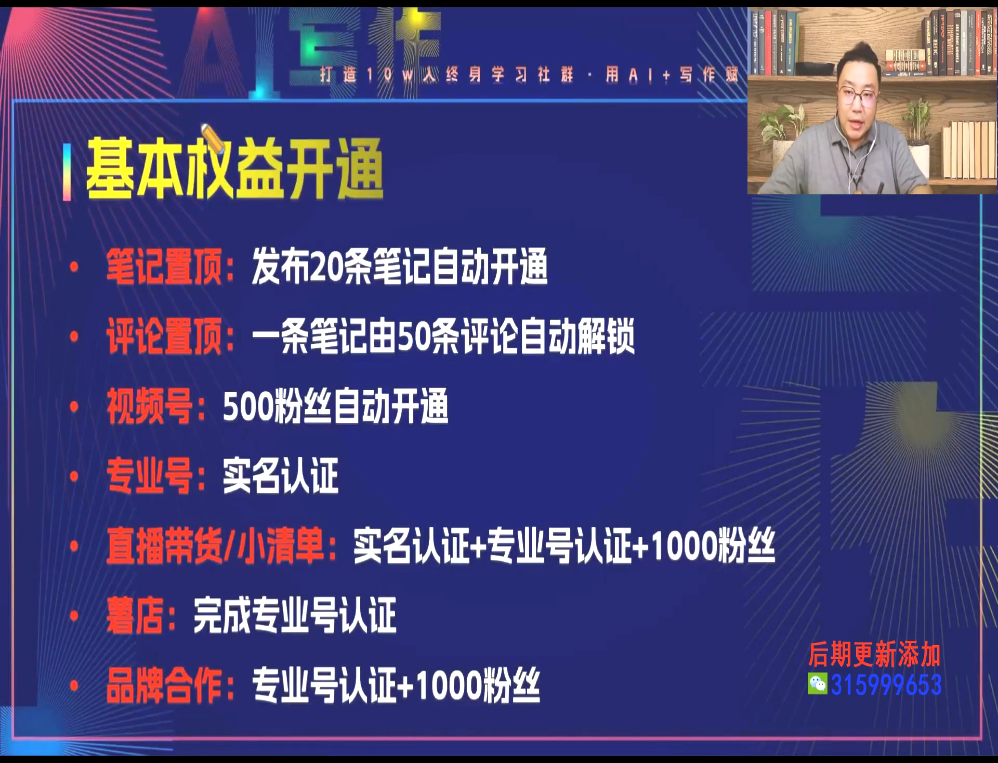 AI写作
打造10w人终身学习社群·用AI+写作赋
基本权益开通
• 笔记置顶：发布20条笔记自动开通
• 评论置顶：一条笔记由50条评论自动解锁
• 视频号：500粉丝自动开通
• 专业号：实名认证
• 直播带货/小清单：实名认证+专业号认证+1000粉丝
• 薯店：完成专业号认证
• 品牌合作：专业号认证+1000粉丝
后期更新添加
315999653